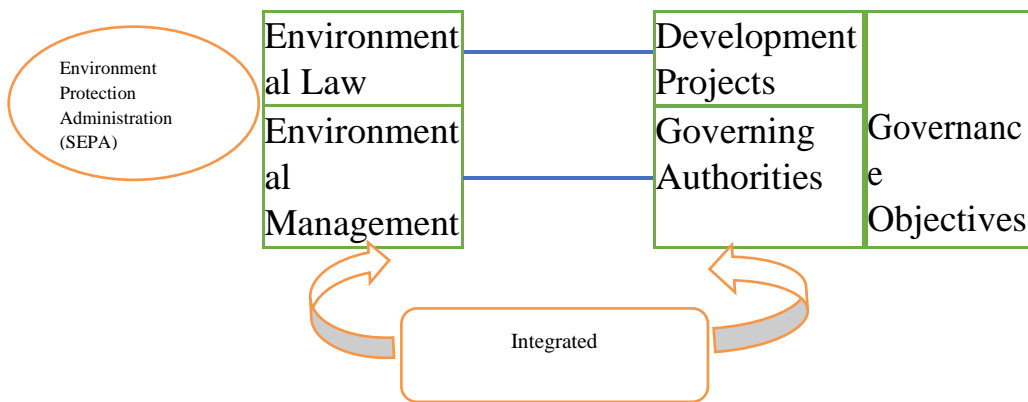 Environment
Protection
Administration
(SEPA)
Environment
al Law
Environment
al
Management
Development
Projects
Governing
Authorities
Governanc
e
Objectives
Integrated